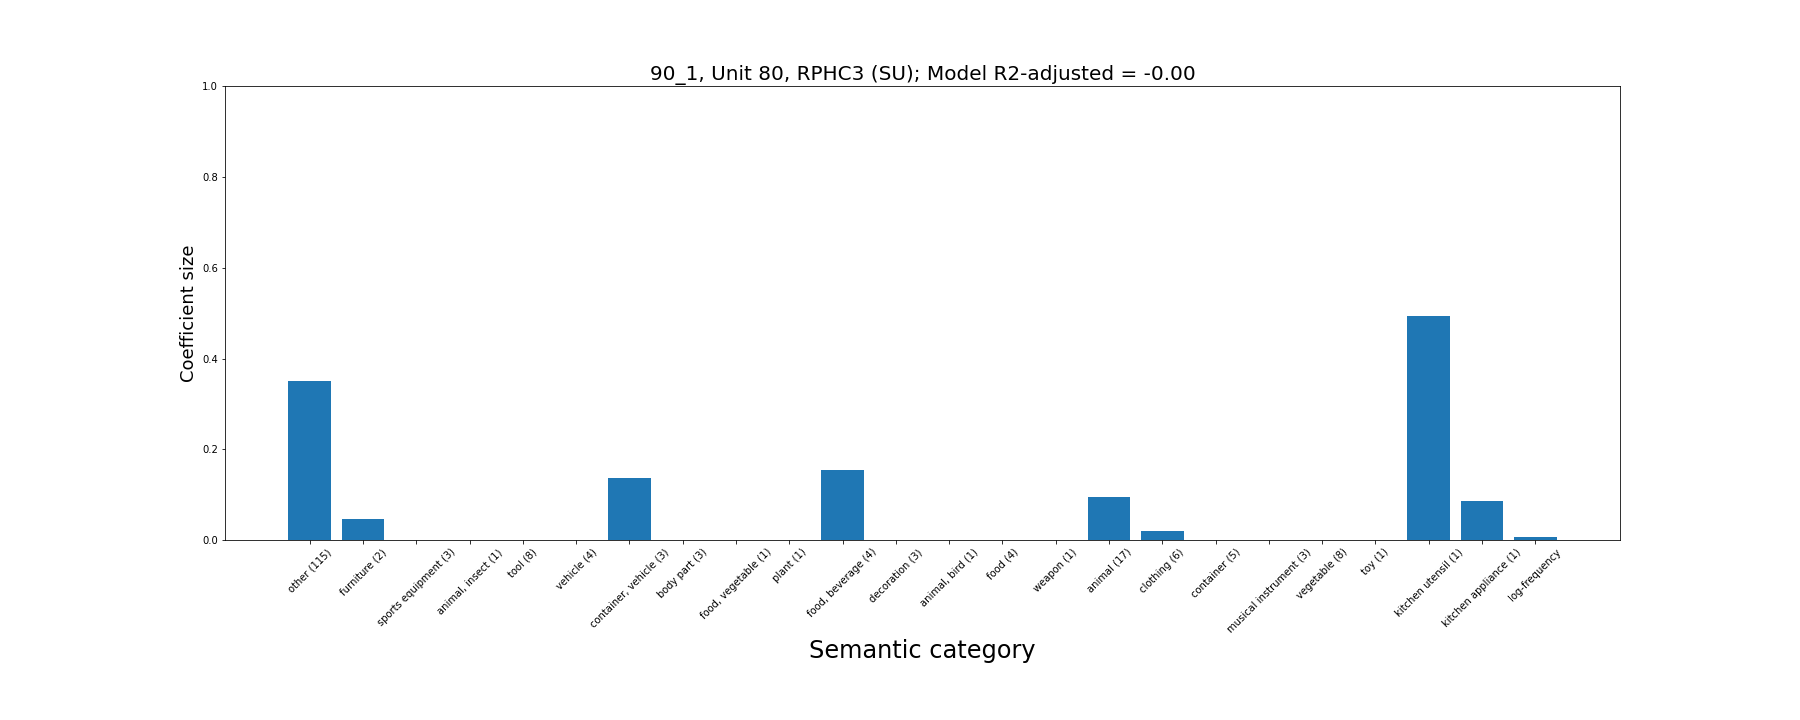 90_1, Unit 80, RPHC3 (SU); Model R2-adjusted = -0.00
1.0
0.8
0.6
0.4
0.2
0.0
Coefficient size
other (115)
furniture (2)
sports equipment (3)
animal, insect (1)
tool (8)
vehicle (4)
container, vehicle (3)
body part (3)
food, vegetable (1)
plant (1)
food, beverage (4)
decoration (3)
animal, bird (1)
food (4)
weapon (1)
animal (17)
clothing (6)
container (5)
musical instrument (3)
vegetable (8)
toy (1)
kitchen utensil (1)
kitchen appliance (1)
log-frequency
Semantic category